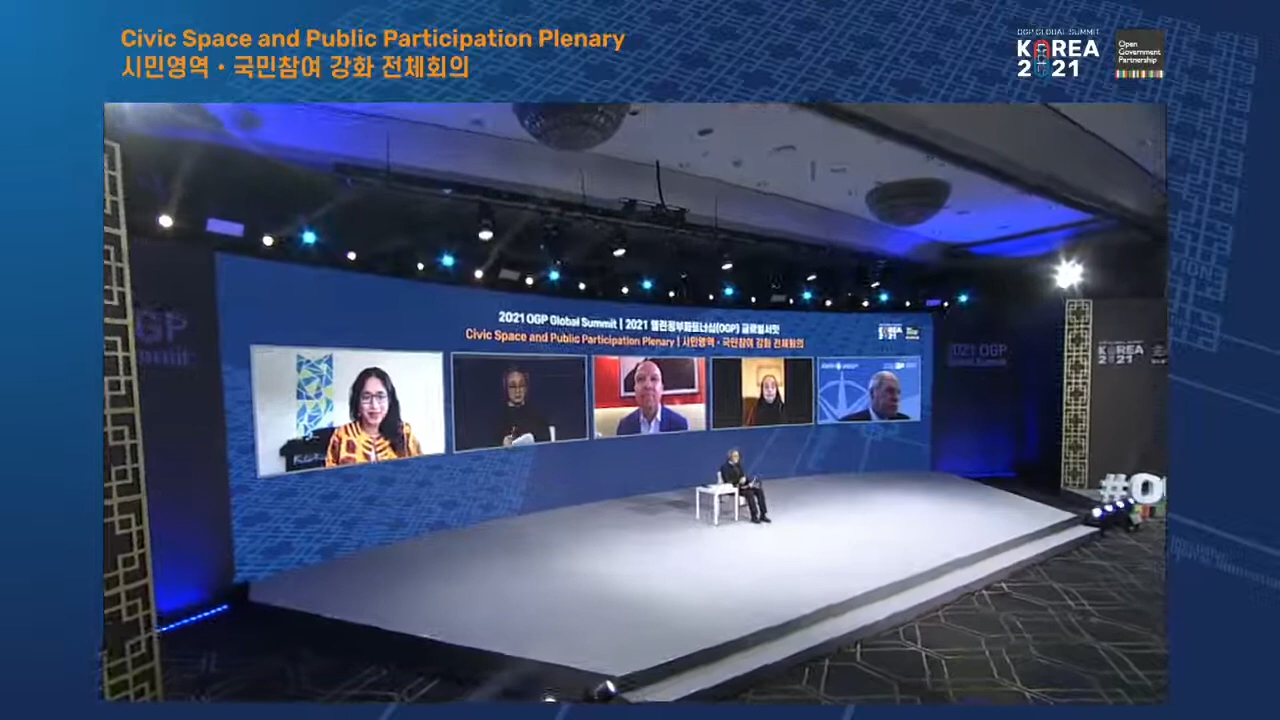 Civic Space and Public Participation Plenary
시민영역・국민참여 강화 전체회의
OGP GLOBAL SUMMIT
KOREA
2021
Open
Government
Partnership
2021 OGP Global Summit | 2021 열린정부파트너십(OGP) 글로벌서밋
Civic Space and Public Participation Plenary | 시민영역・국민참여 강화 전체회의
KOREA
2021
2021 OGP
OGP
Summit
KOREA
2021
#O